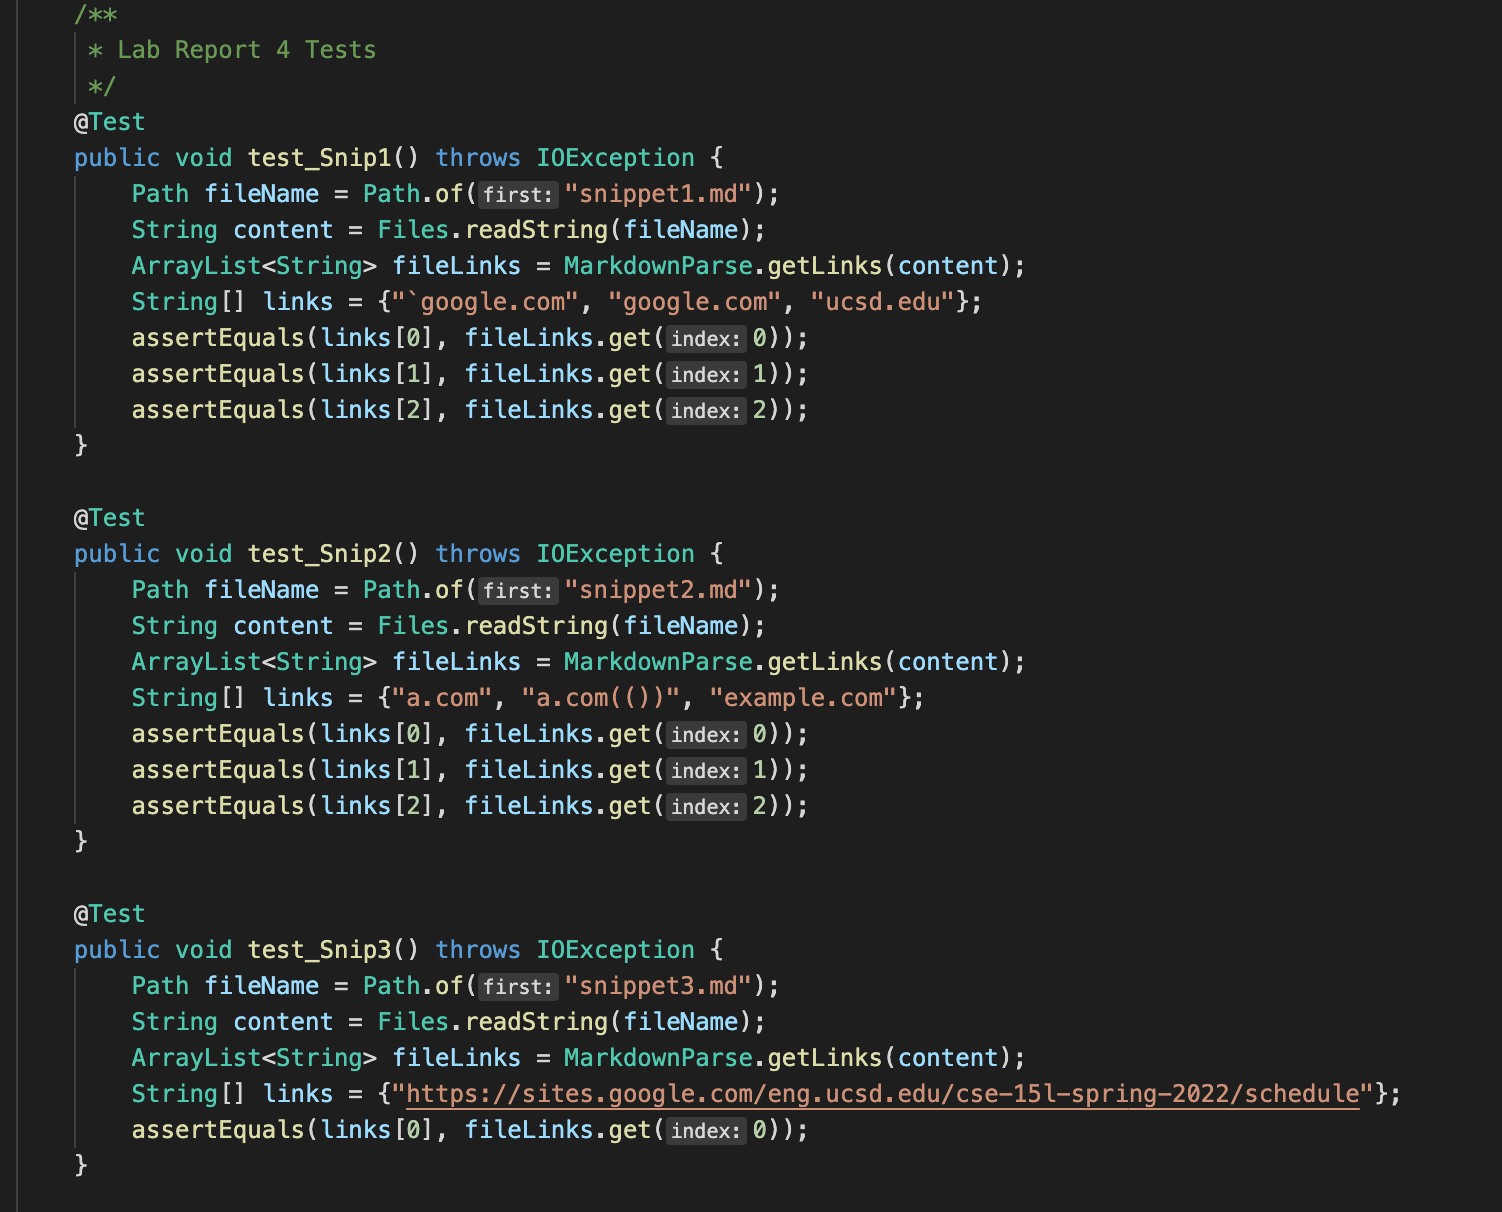 /**
 * Lab Report 4 Tests
 */
@Test
public void test_Snip1() throws IOException {
    Path fileName = Path.of(first: "snippet1.md");
    String content = Files.readString(fileName);
    ArrayList<String> fileLinks = MarkdownParse.getLinks(content);
    String[] links = {"`google.com", "google.com", "ucsd.edu"};
    assertEquals(links[0], fileLinks.get(index: 0));
    assertEquals(links[1], fileLinks.get(index: 1));
    assertEquals(links[2], fileLinks.get(index: 2));
}

@Test
public void test_Snip2() throws IOException {
    Path fileName = Path.of(first: "snippet2.md");
    String content = Files.readString(fileName);
    ArrayList<String> fileLinks = MarkdownParse.getLinks(content);
    String[] links = {"a.com", "a.com(())", "example.com"};
    assertEquals(links[0], fileLinks.get(index: 0));
    assertEquals(links[1], fileLinks.get(index: 1));
    assertEquals(links[2], fileLinks.get(index: 2));
}

@Test
public void test_Snip3() throws IOException {
    Path fileName = Path.of(first: "snippet3.md");
    String content = Files.readString(fileName);
    ArrayList<String> fileLinks = MarkdownParse.getLinks(content);
    String[] links = {"https://sites.google.com/eng.ucsd.edu/cse-15l-spring-2022/schedule"};
    assertEquals(links[0], fileLinks.get(index: 0));
}